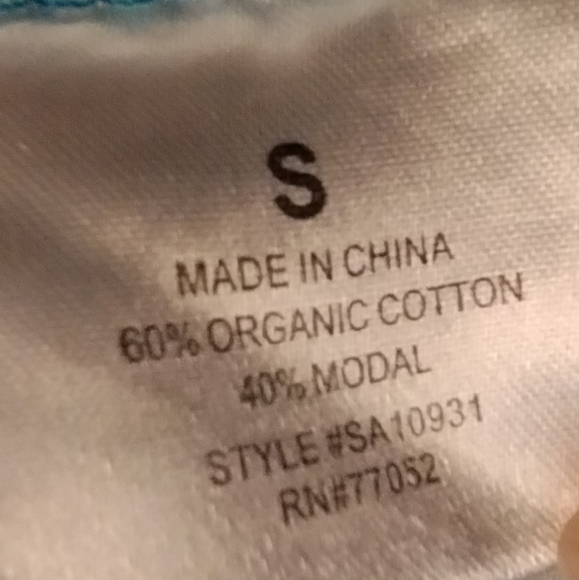 S
MADE IN CHINA
60% ORGANIC COTTON
40% MODAL
STYLE #SA10931
RN#77052